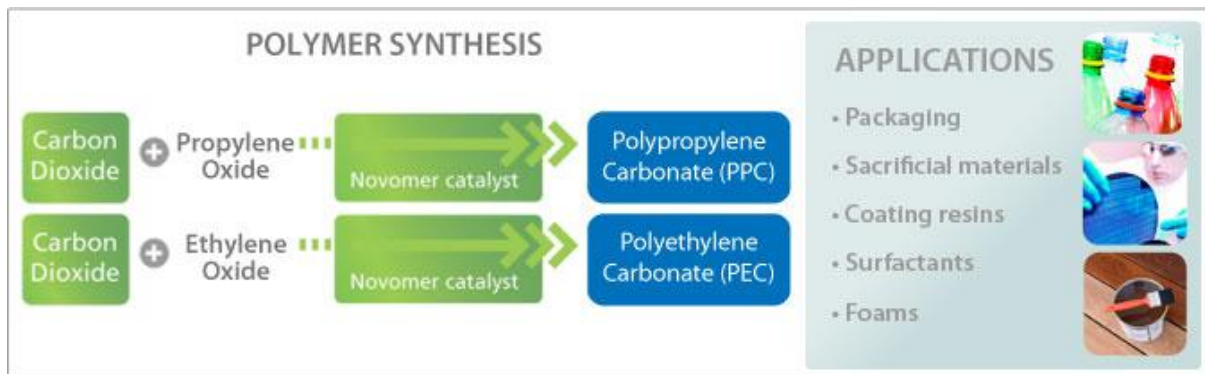 POLYMER SYNTHESIS
Carbon
Dioxide
+
Propylene
Oxide
Novomer catalyst
Polypropylene
Carbonate (PPC)
Carbon
Dioxide
+
Ethylene
Oxide
Novomer catalyst
Polyethylene
Carbonate (PEC)
APPLICATIONS
• Packaging
• Sacrificial materials
• Coating resins
• Surfactants
• Foams